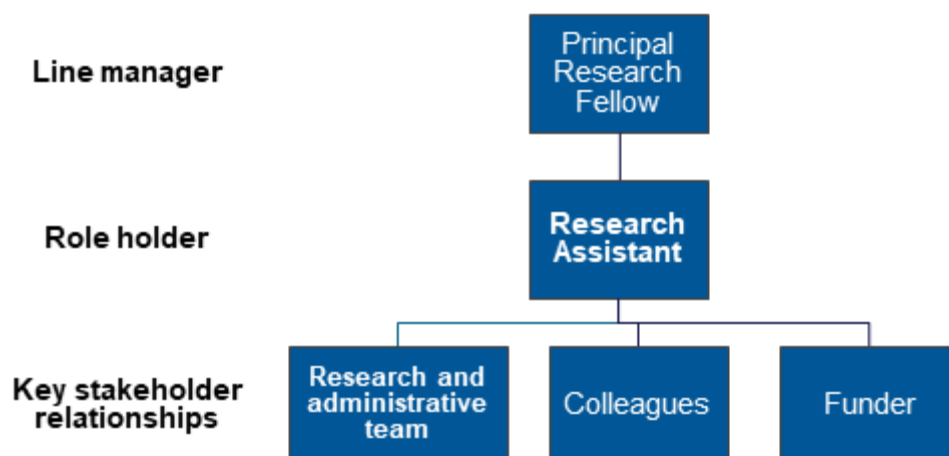 Line manager
Principal
Research
Fellow
Role holder
Research
Assistant
Key stakeholder
relationships
Research and
administrative
team
Colleagues
Funder